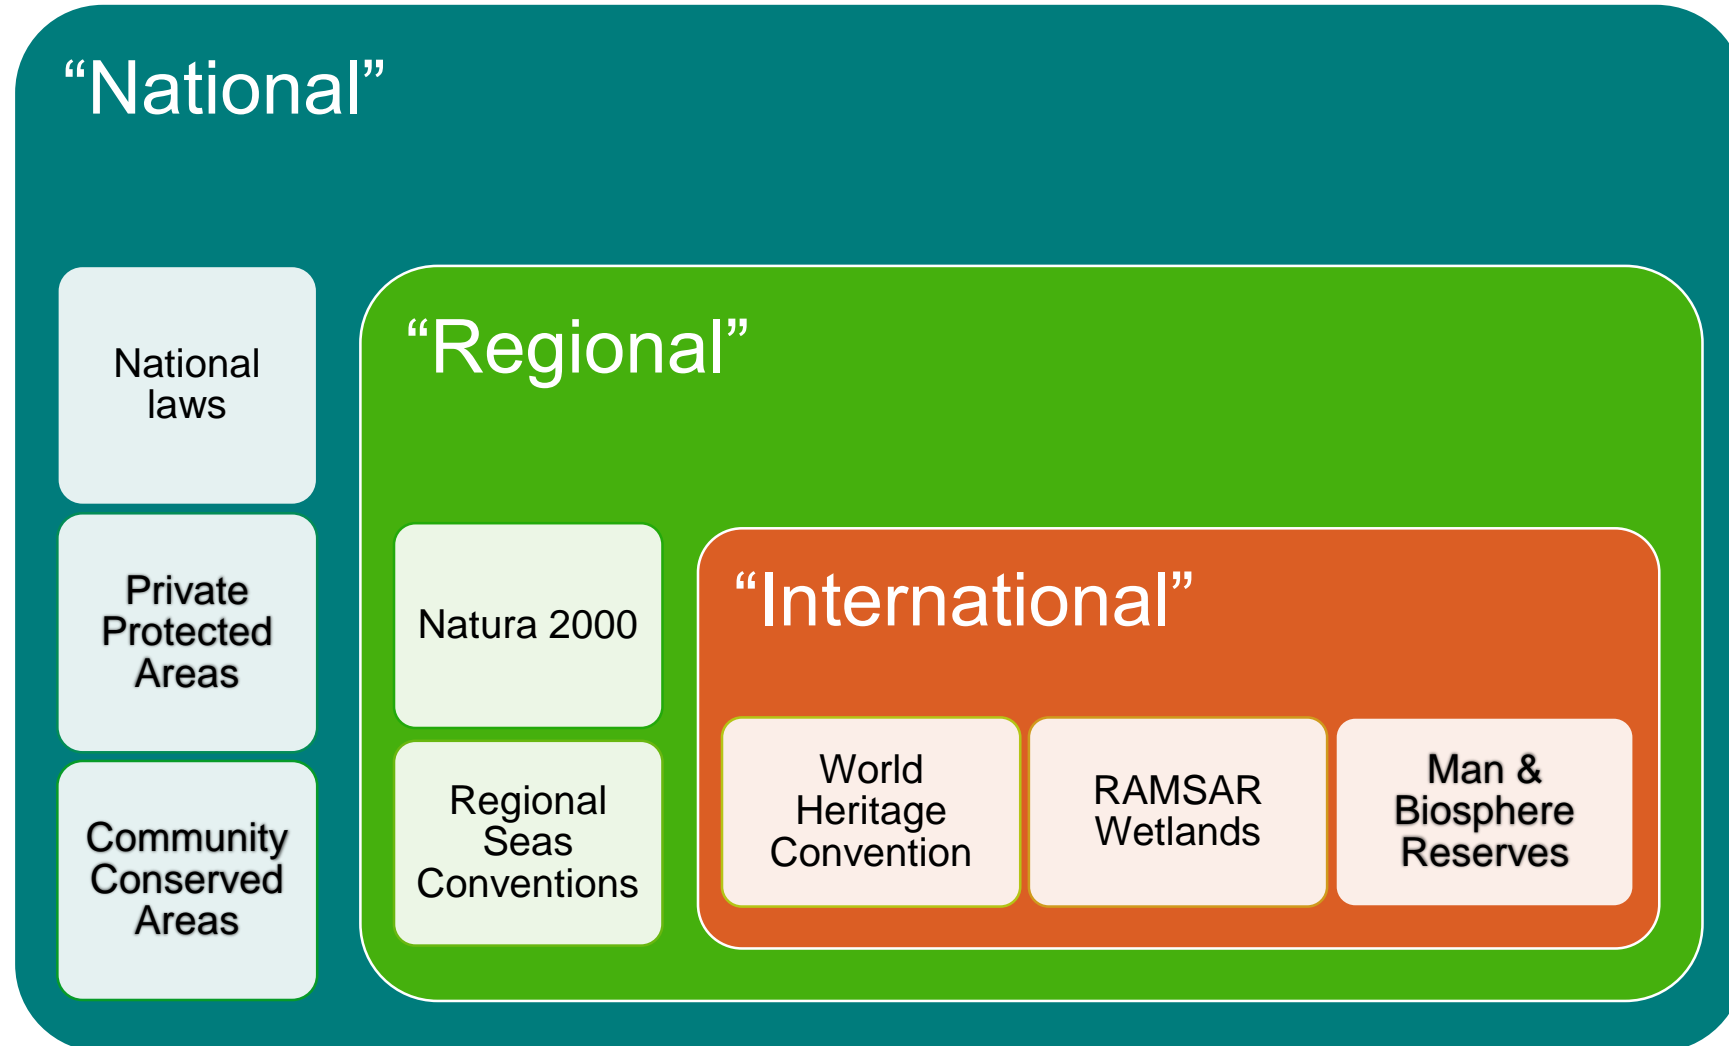 “National”
National
laws
Private
Protected
Areas
Community
Conserved
Areas
“Regional”
Natura 2000
Regional
Seas
Conventions
“International”
World
Heritage
Convention
RAMSAR
Wetlands
Man &
Biosphere
Reserves